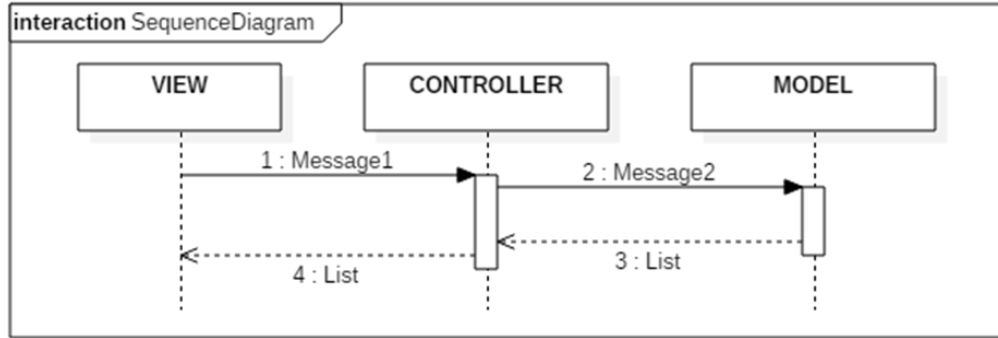 interaction SequenceDiagram
VIEW
CONTROLLER
MODEL
1 : Message1
2 : Message2
3 : List
4 : List